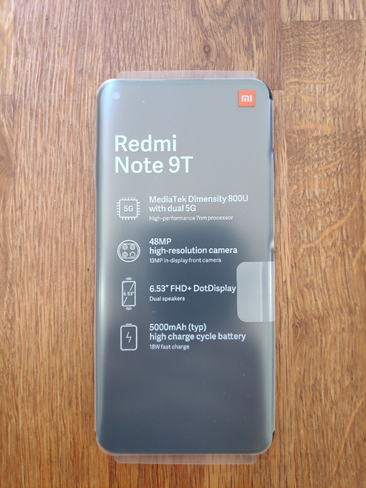 mi
Redmi
Note 9T
5G
MediaTek Dimensity 800U
with dual 5G
High-performance 7nm processor
48MP
high-resolution camera
13MP in-display front camera
6.53"
6.53" FHD+ DotDisplay
Dual speakers
5000mAh (typ)
high charge cycle battery
18W fast charge